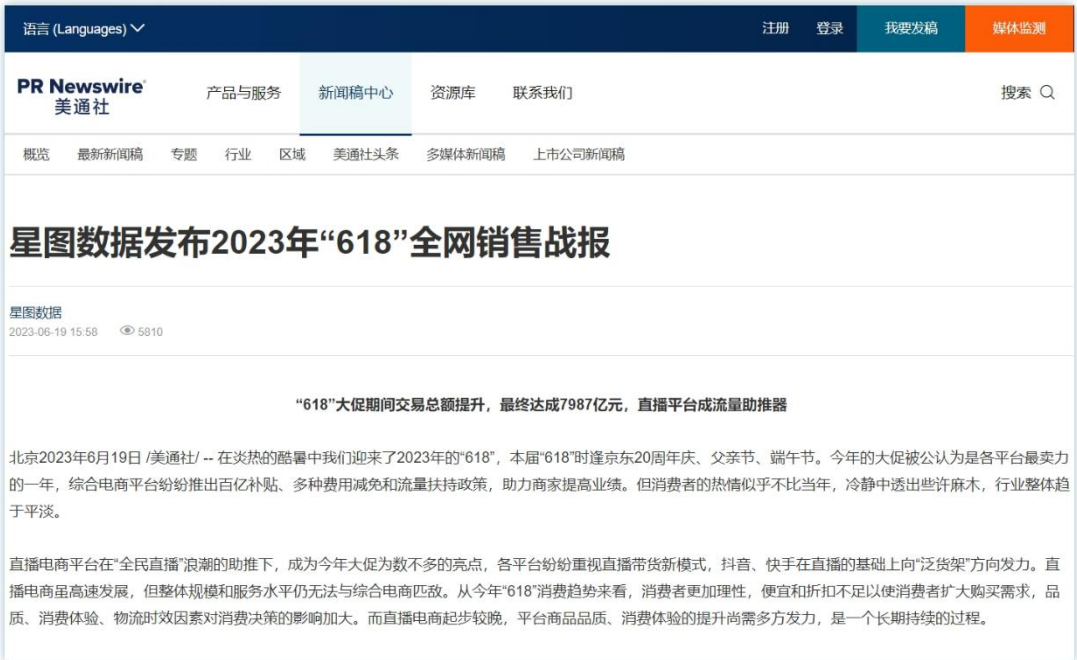 语言 (Languages)
注册
登录
我要发稿
媒体监测
PR Newswire®
美通社
产品与服务
新闻稿中心
资源库
联系我们
搜索
概览
最新新闻稿
专题
行业
区域
美通社头条
多媒体新闻稿
上市公司新闻稿
星图数据发布2023年“618”全网销售战报
星图数据
2023-06-19 15:58 5810
“618”大促期间交易总额提升，最终达成7987亿元，直播平台成流量助推器
北京2023年6月19日 /美通社/ -- 在炎热的酷暑中我们迎来了2023年的“618”，本届“618”时逢京东20周年庆、父亲节、端午节。今年的大促被公认为是各平台最卖力
的一年，综合电商平台纷纷推出百亿补贴、多种费用减免和流量扶持政策，助力商家提高业绩。但消费者的热情似乎不比当年，冷静中透出些许麻木，行业整体趋
于平淡。
直播电商平台在“全民直播”浪潮的助推下，成为今年大促为数不多的亮点，各平台纷纷重视直播带货新模式，抖音、快手在直播的基础上向“泛货架”方向发力。直
播电商虽高速发展，但整体规模和服务水平仍无法与综合电商匹敌。从今年“618”消费趋势来看，消费者更加理性，便宜和折扣不足以使消费者扩大购买需求，品
质、消费体验、物流时效因素对消费决策的影响加大。而直播电商起步较晚，平台商品品质、消费体验的提升尚需多方发力，是一个长期持续的过程。